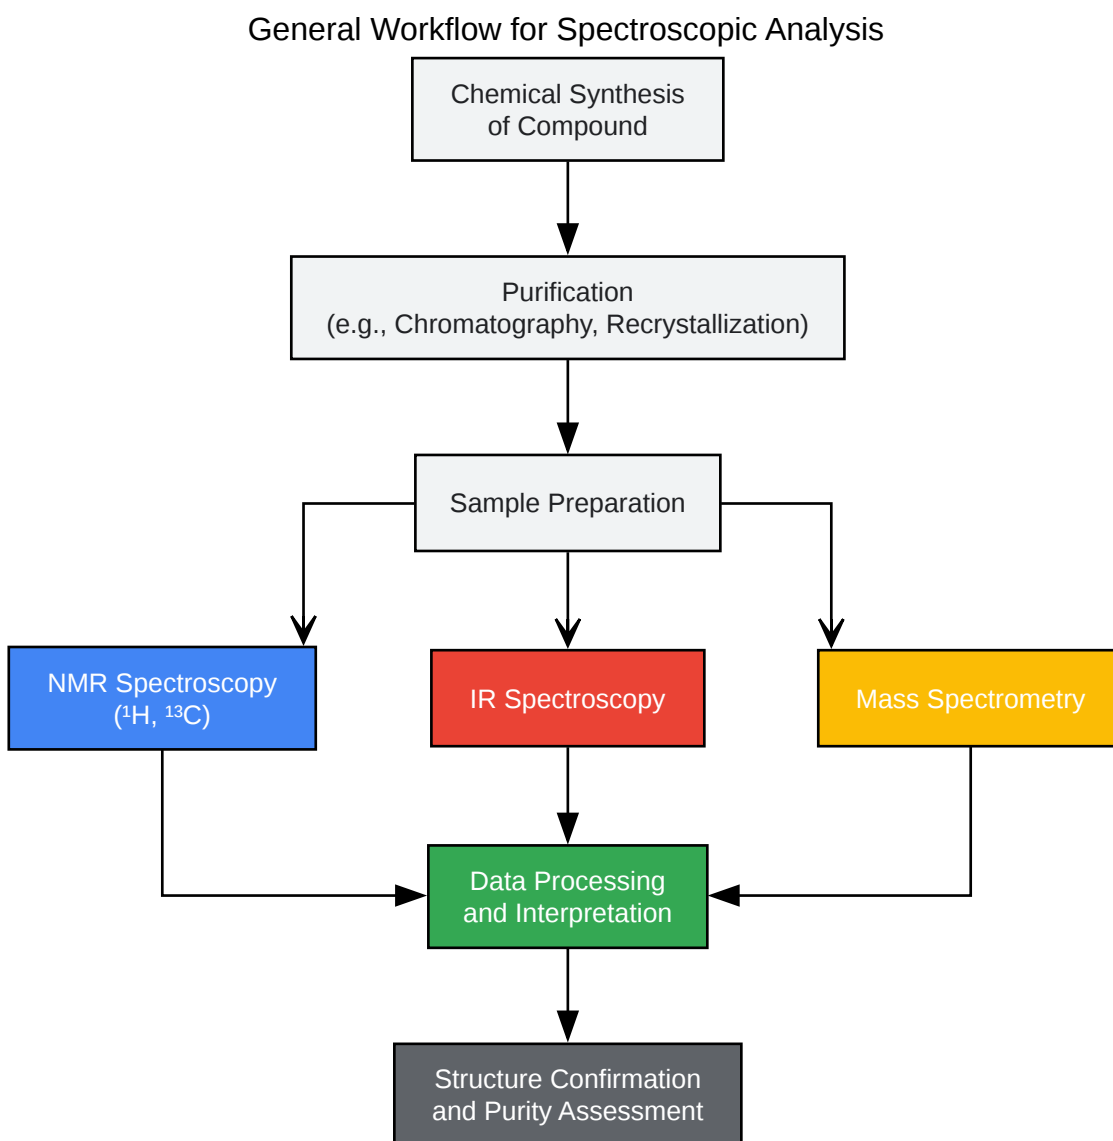 General Workflow for Spectroscopic Analysis
Chemical Synthesis
of Compound
Purification
(e.g., Chromatography, Recrystallization)
Sample Preparation
NMR Spectroscopy
(¹H, ¹³C)
IR Spectroscopy
Mass Spectrometry
Data Processing
and Interpretation
Structure Confirmation
and Purity Assessment